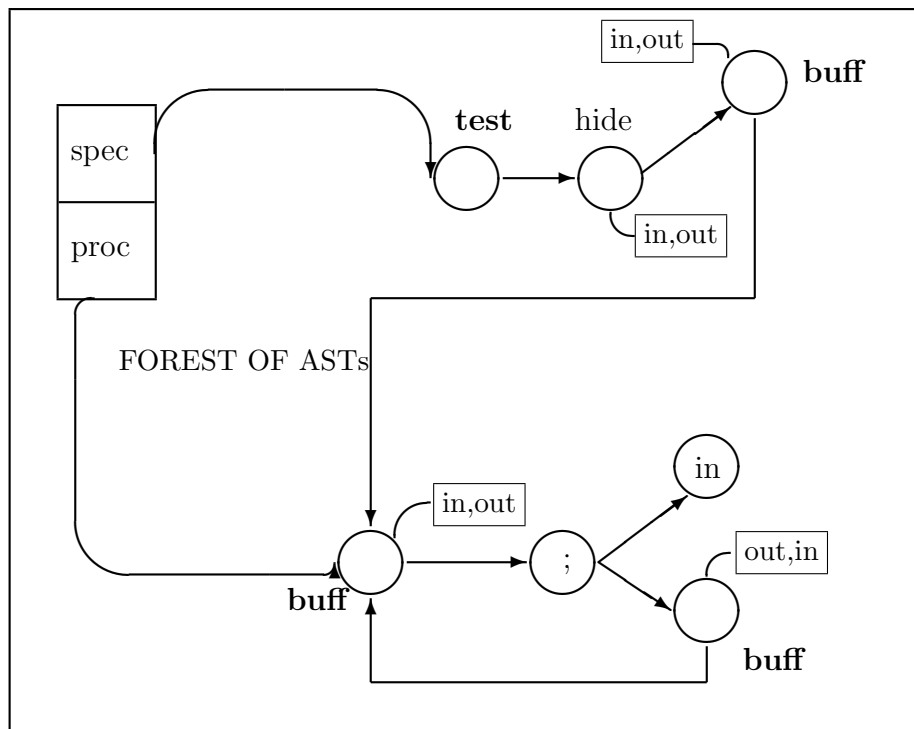 in,out
buff
test
hide
spec
in,out
proc
FOREST OF ASTs
in
in,out
out,in
;
buff
buff